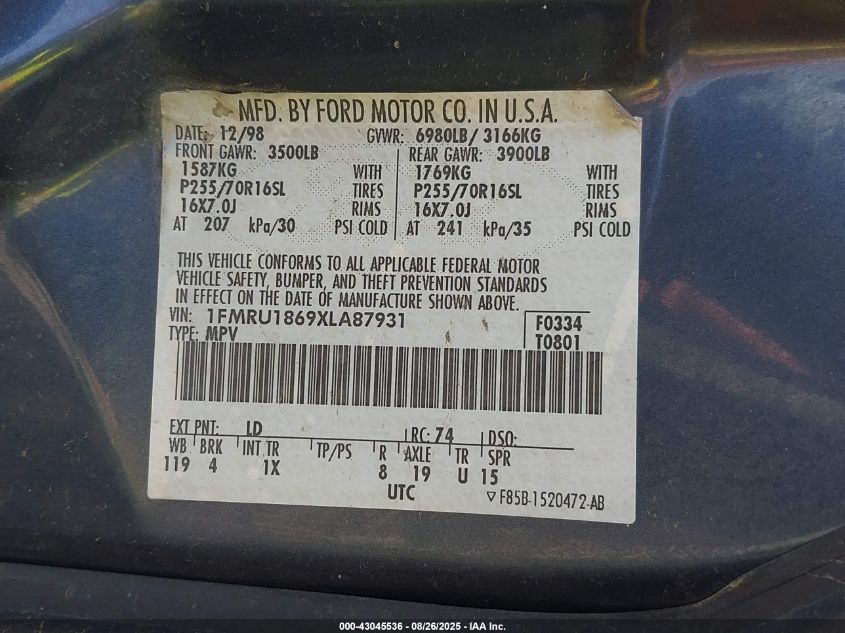 MFD. BY FORD MOTOR CO. IN U.S.A.
DATE: 12/98 GVWR: 6980LB/ 3166KG
FRONT GAWR: 3500LB REAR GAWR: 3900LB
1587KG WITH 1769KG WITH
P255/70R16SL TIRES P255/70R16SL TIRES
16X7.0J RIMS 16X7.0J RIMS
AT 207 kPa/30 PSI COLD AT 241 kPa/35 PSI COLD
THIS VEHICLE CONFORMS TO ALL APPLICABLE FEDERAL MOTOR
VEHICLE SAFETY, BUMPER, AND THEFT PREVENTION STANDARDS
IN EFFECT ON THE DATE OF MANUFACTURE SHOWN ABOVE.
VIN: 1FMRU1869XLA87931 F0334
TYPE: MPV T0801
EXT PNT: LD RC: 74 DSO:
WB BRK INT TR TP/PS R AXLE TR SPR
119 4 1X 8 19 U 15
UTC ▽ F85B-1520472-AB
000-43045536 - 08/26/2025 - IAA Inc.